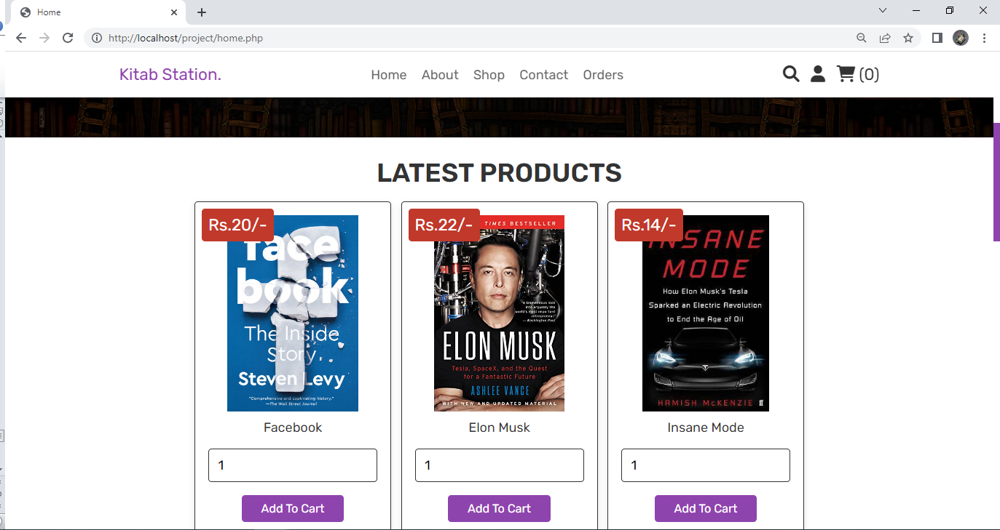 Home
http://localhost/project/home.php
Kitab Station.
Home About Shop Contact Orders
(0)
LATEST PRODUCTS
Rs.20/-
face
book
The Inside
Story
Steven Levy
"Comprehensive and captivating history."
—The Wall Street Journal
Facebook
1
Add To Cart
Rs.22/-
TIMES BESTSELLER
"A tremendous look
into arguably the
world's most important
entrepreneur."
—Washington Post
ELON MUSK
Tesla, SpaceX, and the Quest
for a Fantastic Future
ASHLEE VANCE
WITH NEW AND UPDATED MATERIAL
Elon Musk
1
Add To Cart
Rs.14/-
INSANE
MODE
How Elon Musk's Tesla
Sparked an Electric Revolution
to End the Age of Oil
HAMISH McKENZIE
ff
Insane Mode
1
Add To Cart